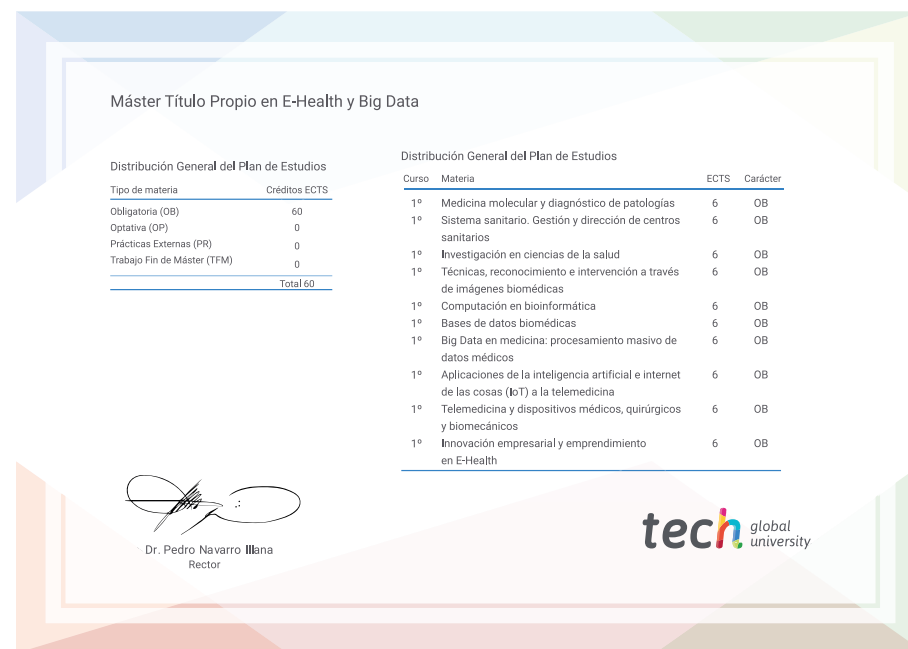 Máster Título Propio en E-Health y Big Data
Distribución General del Plan de Estudios
Tipo de materia Créditos ECTS
Obligatoria (OB) 60
Optativa (OP) 0
Prácticas Externas (PR) 0
Trabajo Fin de Máster (TFM) 0
Total 60
Distribución General del Plan de Estudios
Curso Materia ECTS Carácter
1º Medicina molecular y diagnóstico de patologías 6 OB
1º Sistema sanitario. Gestión y dirección de centros 6 OB
sanitarios
1º Investigación en ciencias de la salud 6 OB
1º Técnicas, reconocimiento e intervención a través 6 OB
de imágenes biomédicas
1º Computación en bioinformática 6 OB
1º Bases de datos biomédicas 6 OB
1º Big Data en medicina: procesamiento masivo de 6 OB
datos médicos
1º Aplicaciones de la inteligencia artificial e internet 6 OB
de las cosas (IoT) a la telemedicina
1º Telemedicina y dispositivos médicos, quirúrgicos 6 OB
y biomecánicos
1º Innovación empresarial y emprendimiento 6 OB
en E-Health
Dr. Pedro Navarro Illana
Rector
tech global
university